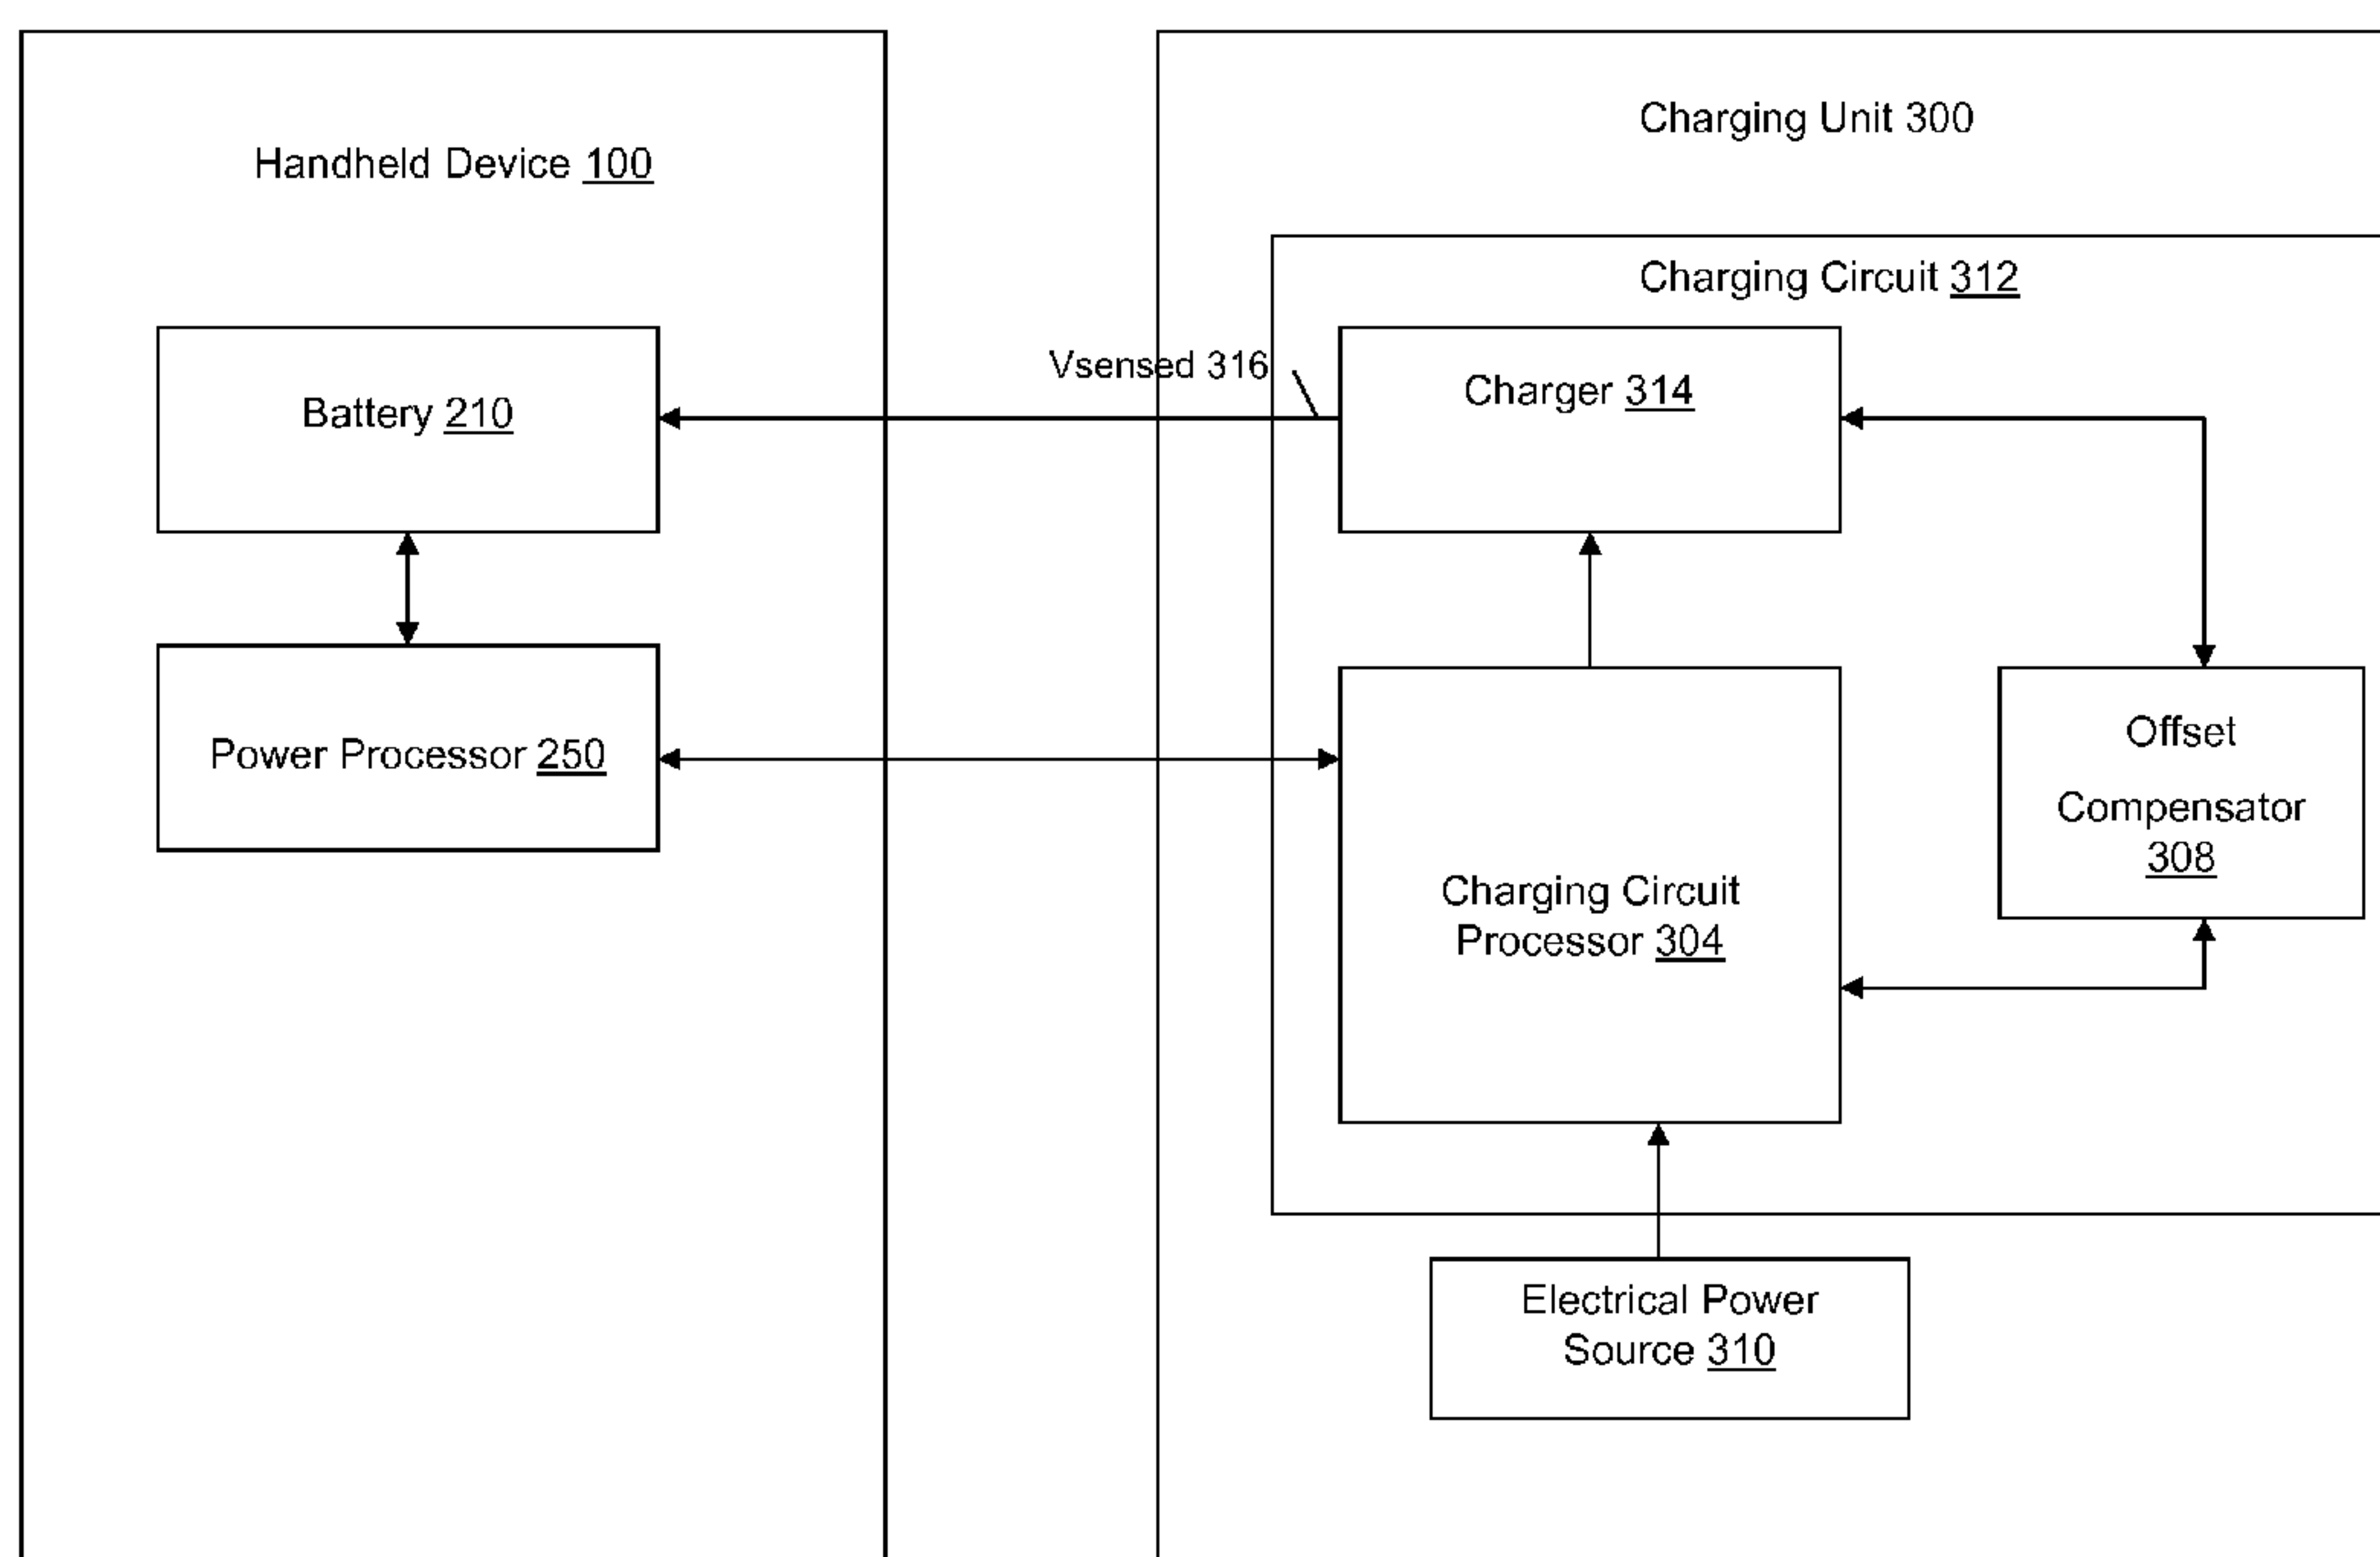 Handheld Device 100
Battery 210
Power Processor 250
Vsensed 316
Charging Unit 300
Charging Circuit 312
Charger 314
Charging Circuit
Processor 304
Offset
Compensator
308
Electrical Power
Source 310